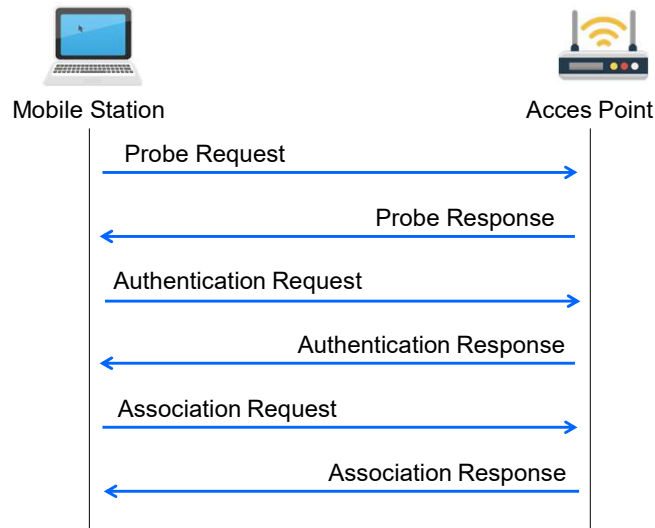 Mobile Station
Acces Point
Probe Request
Probe Response
Authentication Request
Authentication Response
Association Request
Association Response